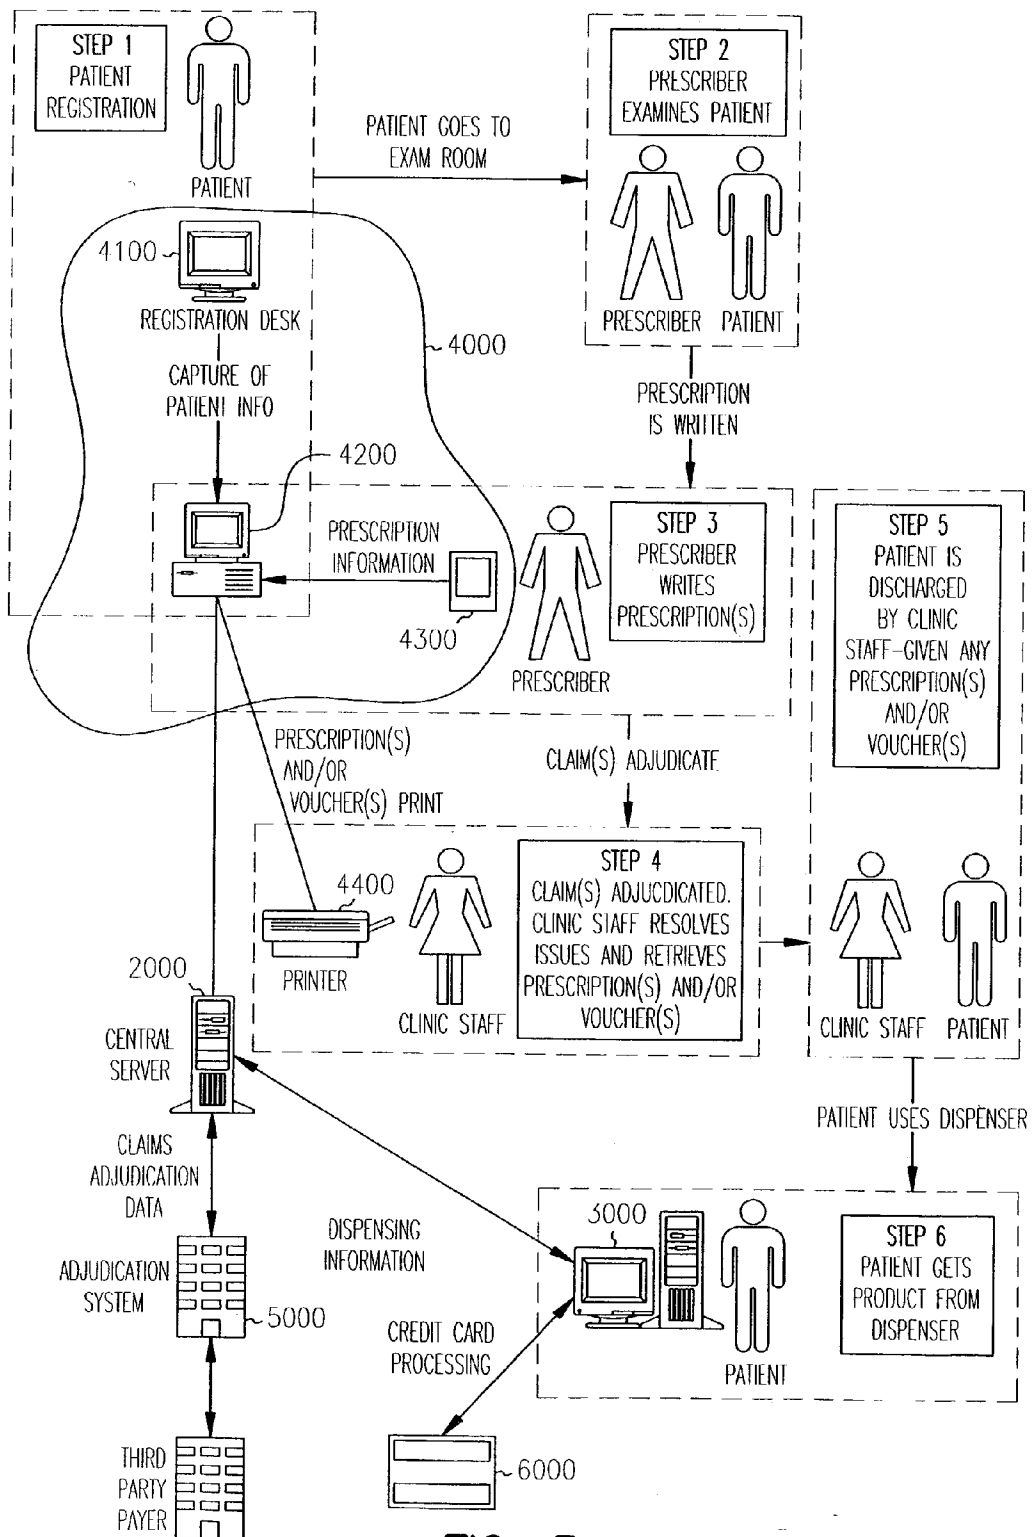 STEP 1
PATIENT
REGISTRATION
PATIENT
PATIENT GOES TO
EXAM ROOM
STEP 2
PRESCRIBER
EXAMINES PATIENT
PRESCRIBER
PATIENT
4100
REGISTRATION DESK
4000
CAPTURE OF
PATIENT INFO
PRESCRIPTION
IS WRITTEN
4200
PRESCRIPTION
INFORMATION
4300
PRESCRIBER
STEP 3
PRESCRIBER
WRITES
PRESCRIPTION(S)
STEP 5
PATIENT IS
DISCHARGED
BY CLINIC
STAFF-GIVEN ANY
PRESCRIPTION(S)
AND/OR
VOUCHER(S)
PRESCRIPTION(S)
AND/OR
VOUCHER(S) PRINT
CLAIM(S) ADJUDICATE
4400
PRINTER
CLINIC STAFF
STEP 4
CLAIM(S) ADJUCDICATED.
CLINIC STAFF RESOLVES
ISSUES AND RETRIEVES
PRESCRIPTION(S) AND/OR
VOUCHER(S)
CLINIC STAFF
PATIENT
2000
CENTRAL
SERVER
PATIENT USES DISPENSER
CLAIMS
ADJUDICATION
DATA
DISPENSING
INFORMATION
3000
PATIENT
STEP 6
PATIENT GETS
PRODUCT FROM
DISPENSER
ADJUDICATION
SYSTEM
5000
CREDIT CARD
PROCESSING
THIRD
PARTY
PAYER
6000